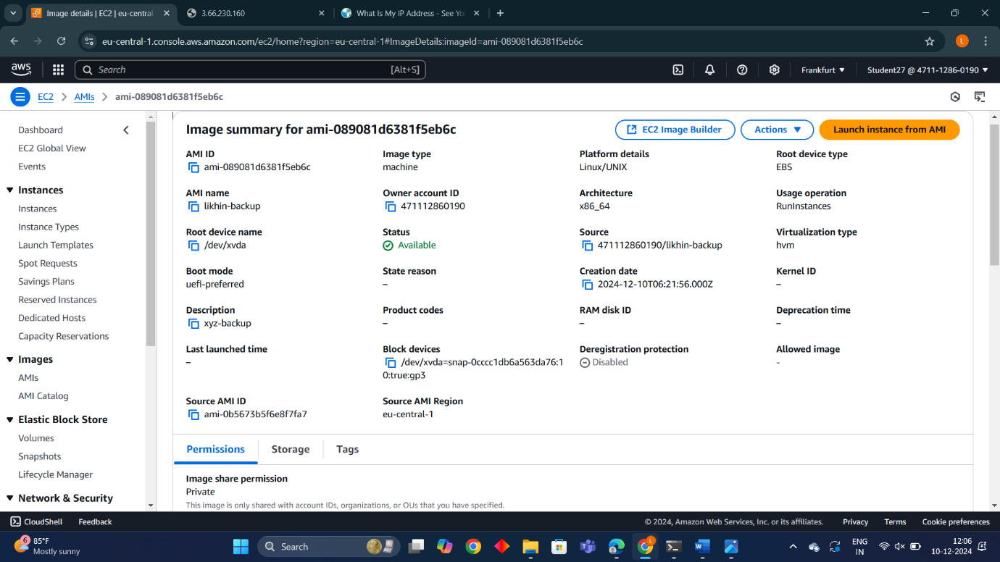 Image details | EC2 | eu-central
3.66.230.160
What Is My IP Address - See Yo
eu-central-1.console.aws.amazon.com/ec2/home?region=eu-central-1#ImageDetails:imageId=ami-089081d6381f5eb6c
L
aws
Search
[Alt+S]
Frankfurt
Student27 @ 4711-1286-0190
EC2
AMIs
ami-089081d6381f5eb6c
Dashboard
EC2 Global View
Events
Instances
Instances
Instance Types
Launch Templates
Spot Requests
Savings Plans
Reserved Instances
Dedicated Hosts
Capacity Reservations
Images
AMIs
AMI Catalog
Elastic Block Store
Volumes
Snapshots
Lifecycle Manager
Network & Security
Image summary for ami-089081d6381f5eb6c
EC2 Image Builder
Actions
Launch instance from AMI
AMI ID
ami-089081d6381f5eb6c
Image type
machine
Platform details
Linux/UNIX
Root device type
EBS
AMI name
likhin-backup
Owner account ID
471112860190
Architecture
x86_64
Usage operation
RunInstances
Root device name
/dev/xvda
Status
Available
Source
471112860190/likhin-backup
Virtualization type
hvm
Boot mode
uefi-preferred
State reason
–
Creation date
2024-12-10T06:21:56.000Z
Kernel ID
–
Description
xyz-backup
Product codes
–
RAM disk ID
–
Deprecation time
–
Last launched time
–
Block devices
/dev/xvda=snap-0cccc1db6a563da76:1
0:true:gp3
Deregistration protection
Disabled
Allowed image
-
Source AMI ID
ami-0b5673b5f6e8f7fa7
Source AMI Region
eu-central-1
Permissions
Storage
Tags
Image share permission
Private
This image is only shared with account IDs, organizations, or OUs that you have specified.
CloudShell
Feedback
© 2024, Amazon Web Services, Inc. or its affiliates.
Privacy
Terms
Cookie preferences
6
85°F
Mostly sunny
Search
L
ENG
IN
12:06
10-12-2024